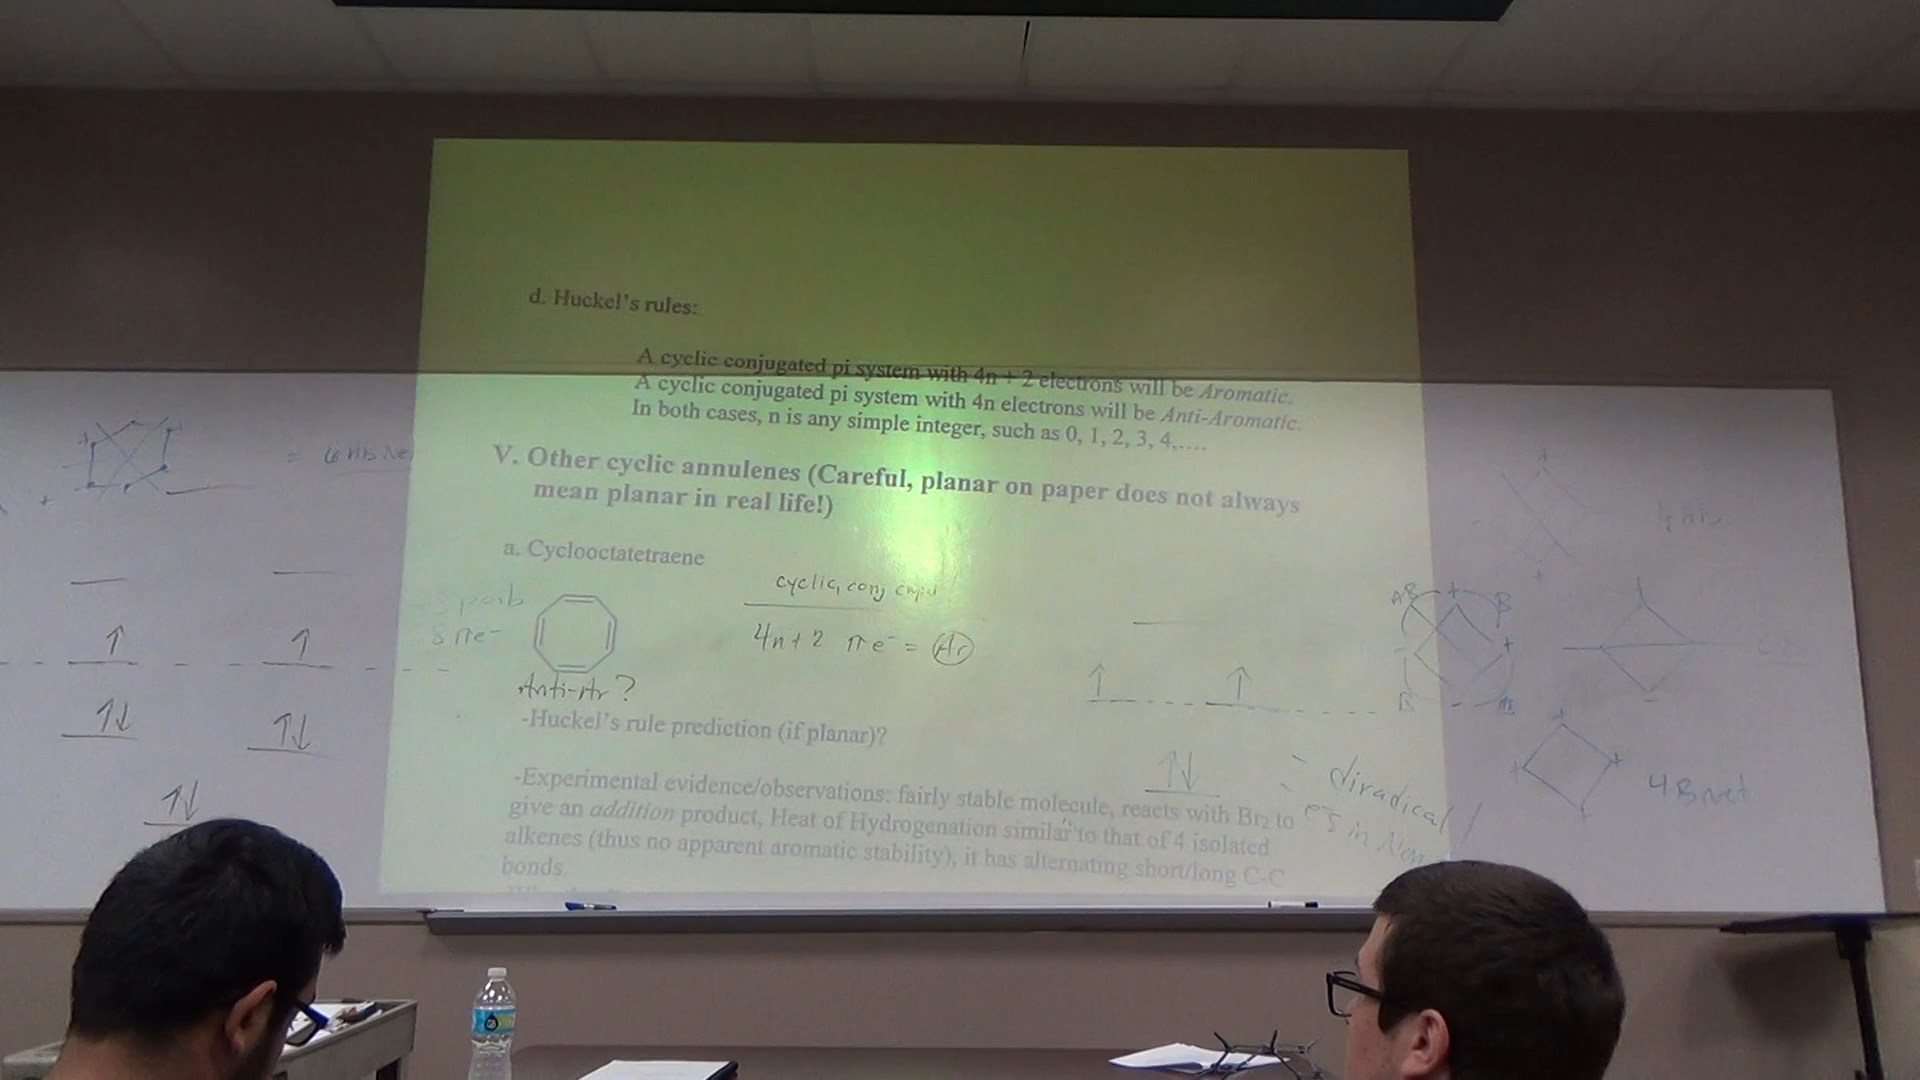 d. Huckel's rules:
A cyclic conjugated pi system with 4n + 2 electrons will be Aromatic.
A cyclic conjugated pi system with 4n electrons will be Anti-Aromatic.
In both cases, n is any simple integer, such as 0, 1, 2, 3, 4,....
V. Other cyclic annulenes (Careful, planar on paper does not always
mean planar in real life!)
a. Cyclooctatetraene
cyclic, conj
8 πe-
4n+2 πe- = Ar
Anti-Ar?
-Huckel's rule prediction (if planar)?
-Experimental evidence/observations: fairly stable molecule, reacts with Br2 to
give an addition product, Heat of Hydrogenation similar to that of 4 isolated
alkenes (thus no apparent aromatic stability), it has alternating short/long C-C
bonds.
AB + B
B
- diradical
in
4B net